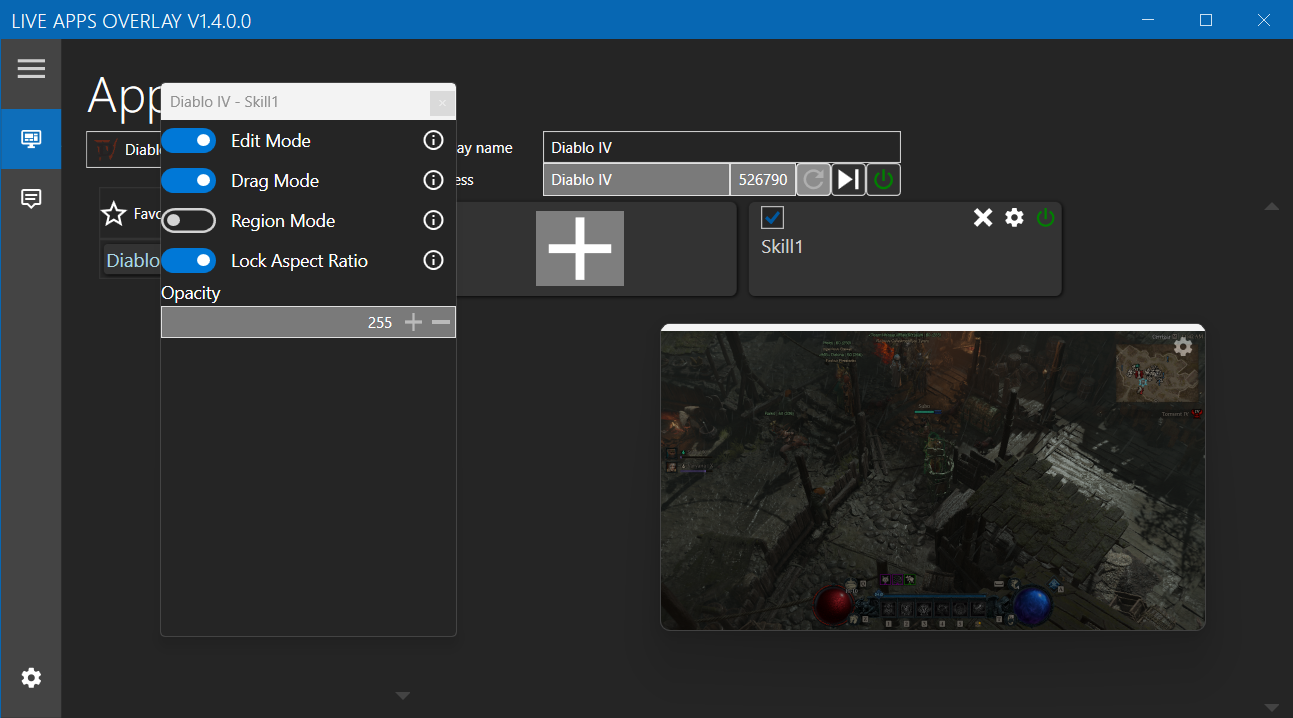 LIVE APPS OVERLAY V1.4.0.0
App
Diablo IV - Skill1
Edit Mode
Drag Mode
Region Mode
Lock Aspect Ratio
Opacity
255
Diabl
ay name
Diablo IV
ess
Diablo IV
526790
Favo
Diablo
Skill1